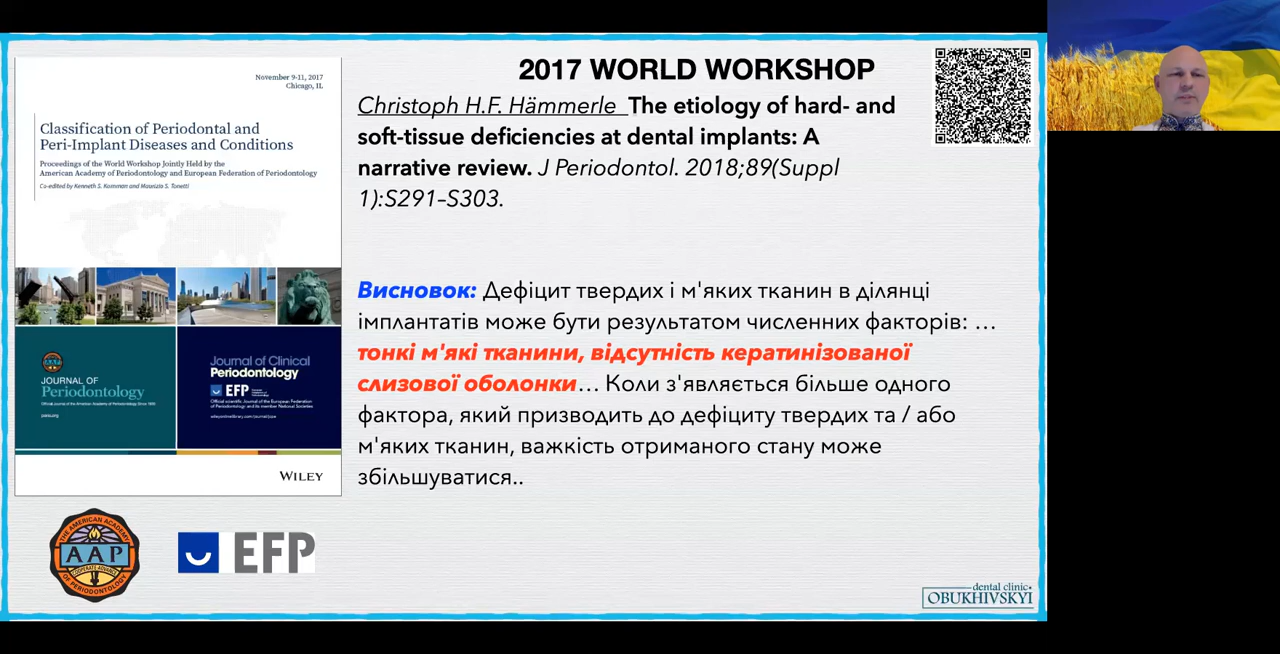 November 9-11, 2017
Chicago, IL
Classification of Periodontal and
Peri-Implant Diseases and Conditions
Proceedings of the World Workshop Jointly Held by the
American Academy of Periodontology and European Federation of Periodontology
Co-edited by Kenneth S. Kornman and Maurizio S. Tonetti
JOURNAL OF
Periodontology
Journal of Clinical
Periodontology
EFP
WILEY
THE AMERICAN ACADEMY
AAP
OF PERIODONTOLOGY
EFP
2017 WORLD WORKSHOP
Christoph H.F. Hämmerle The etiology of hard- and
soft-tissue deficiencies at dental implants: A
narrative review. J Periodontol. 2018;89(Suppl
1):S291–S303.
Висновок: Дефіцит твердих і м'яких тканин в ділянці
імплантатів може бути результатом численних факторів: ...
тонкі м'які тканини, відсутність кератинізованої
слизової оболонки... Коли з'являється більше одного
фактора, який призводить до дефіциту твердих та / або
м'яких тканин, важкість отриманого стану може
збільшуватися..
dental clinic
OBUKHIVSKYI